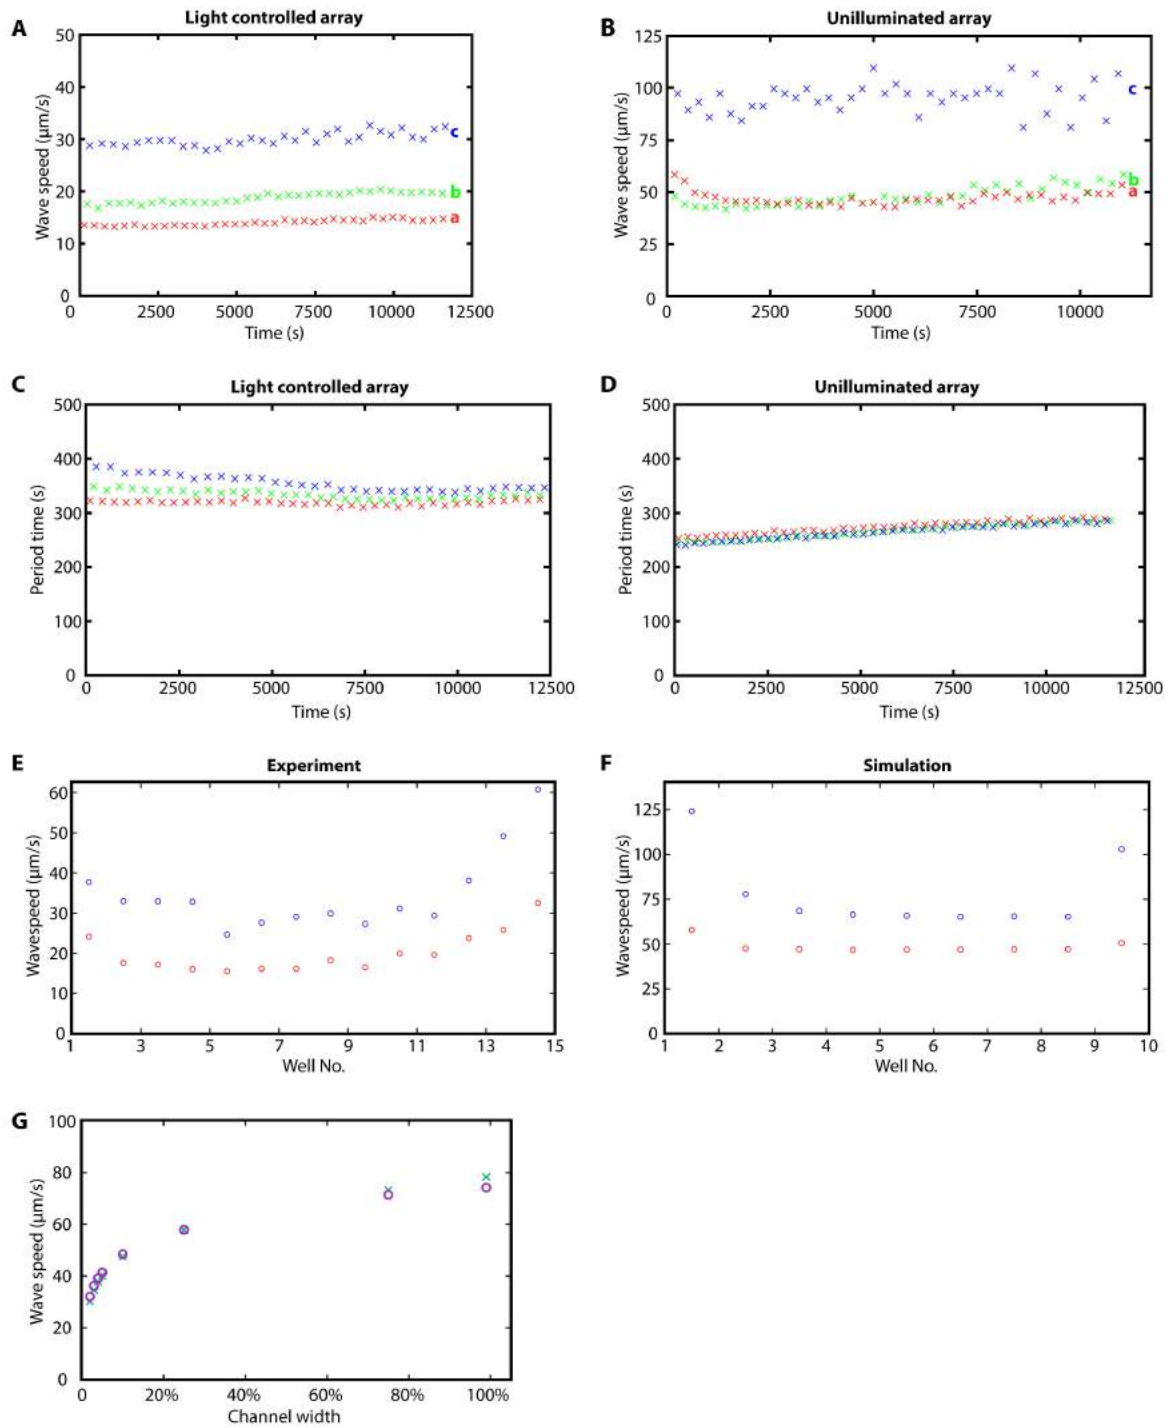 A
Light controlled array
Wave speed (μm/s)
50
40
30
20
10
0
c
b
a
0 2500 5000 7500 10000 12500
Time (s)
B
Unilluminated array
Wave speed (μm/s)
125
100
75
50
25
0
c
b
a
0 2500 5000 7500 10000
Time (s)
C
Light controlled array
Period time (s)
500
400
300
200
100
0
0 2500 5000 7500 10000 12500
Time (s)
D
Unilluminated array
Period time (s)
500
400
300
200
100
0
0 2500 5000 7500 10000 12500
Time (s)
E
Experiment
Wavespeed (μm/s)
60
50
40
30
20
10
0
1 3 5 7 9 11 13 15
Well No.
F
Simulation
Wavespeed (μm/s)
125
100
75
50
25
0
1 2 3 4 5 6 7 8 9 10
Well No.
G
Wave speed (μm/s)
100
80
60
40
20
0
0 20% 40% 60% 80% 100%
Channel width